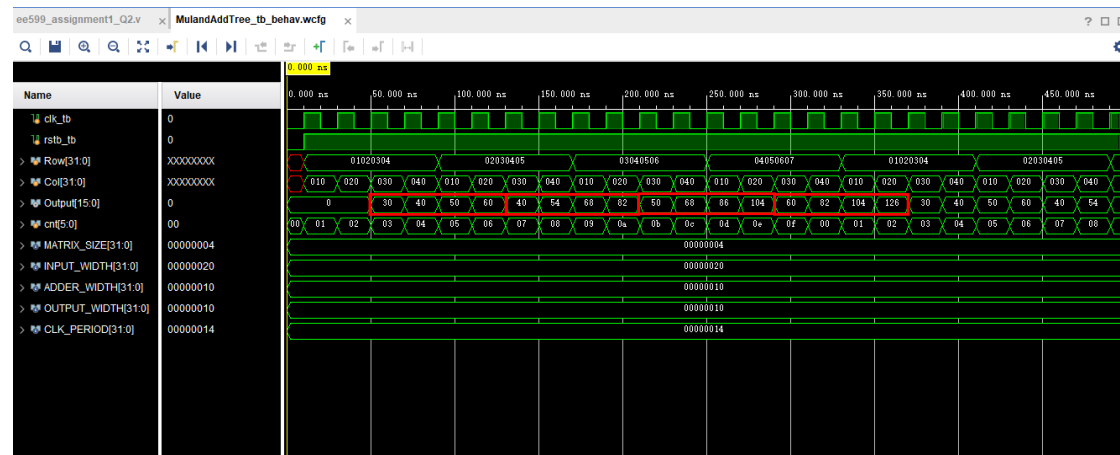 ee599_assignment1_Q2.v × MulandAddTree_tb_behav.wcfg ×
0.000 ns
Name Value
0.000 ns 50.000 ns 100.000 ns 150.000 ns 200.000 ns 250.000 ns 300.000 ns 350.000 ns 400.000 ns 450.000 ns
clk_tb 0
rstb_tb 0
Row[31:0] XXXXXXXX 01020304 02030405 03040506 04050607 01020304 02030405
Col[31:0] XXXXXXXX 010 020 030 040 010 020 030 040 010 020 030 040 010 020 030 040 010 020 030 040 010 020 030 040
Output[15:0] 0 0 30 40 50 60 40 54 68 82 50 68 86 104 60 82 104 126 30 40 50 60 40 54
cnt[5:0] 00 00 01 02 03 04 05 06 07 08 09 0a 0b 0c 0d 0e 0f 00 01 02 03 04 05 06 07 08
MATRIX_SIZE[31:0] 00000004 00000004
INPUT_WIDTH[31:0] 00000020 00000020
ADDER_WIDTH[31:0] 00000010 00000010
OUTPUT_WIDTH[31:0] 00000010 00000010
CLK_PERIOD[31:0] 00000014 00000014